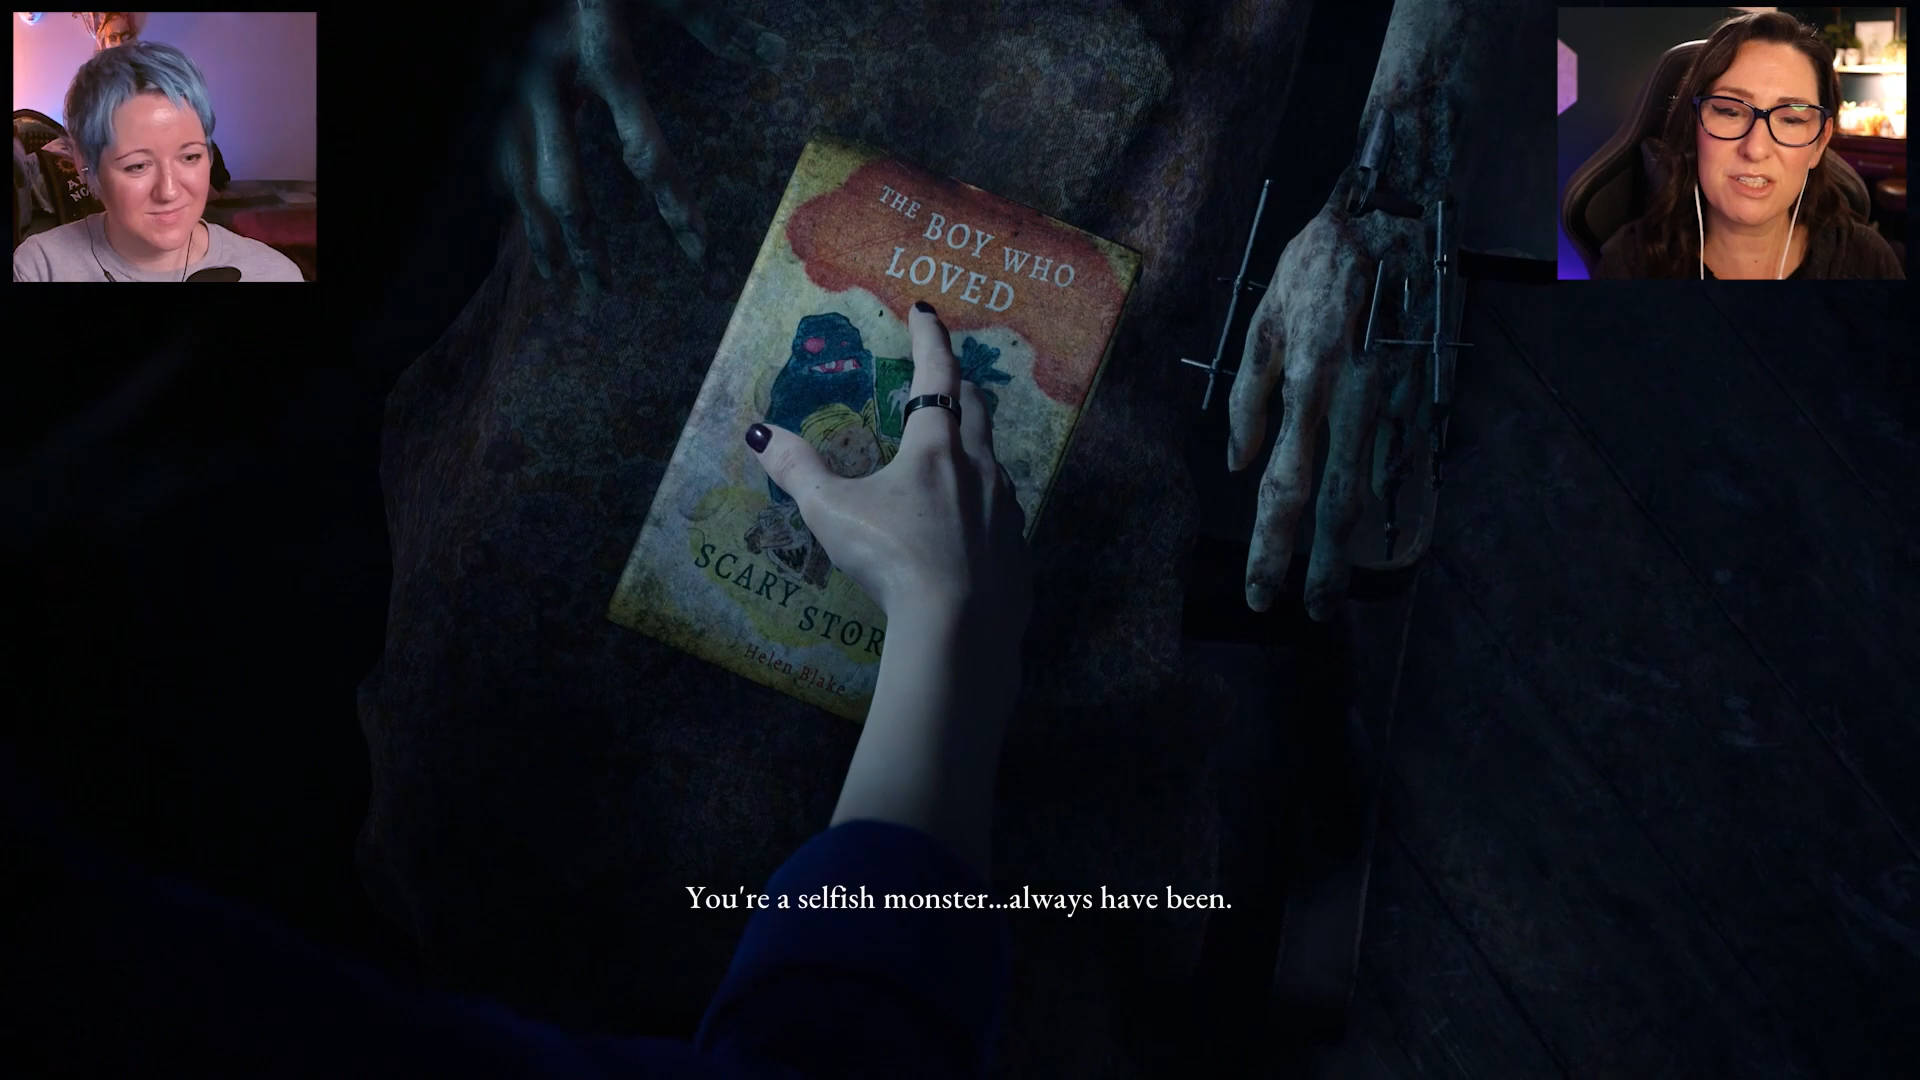 THE
BOY WHO
LOVED
SCARY STOR
Helen Blake
You're a selfish monster...always have been.